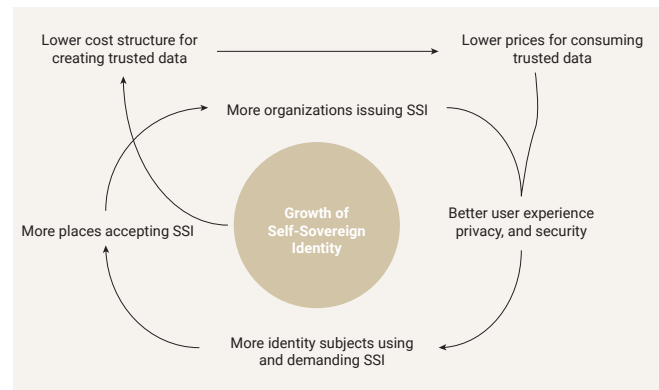 Lower cost structure for
creating trusted data
Lower prices for consuming
trusted data
More organizations issuing SSI
Growth of
Self-Sovereign
Identity
More places accepting SSI
Better user experience
privacy, and security
More identity subjects using
and demanding SSI